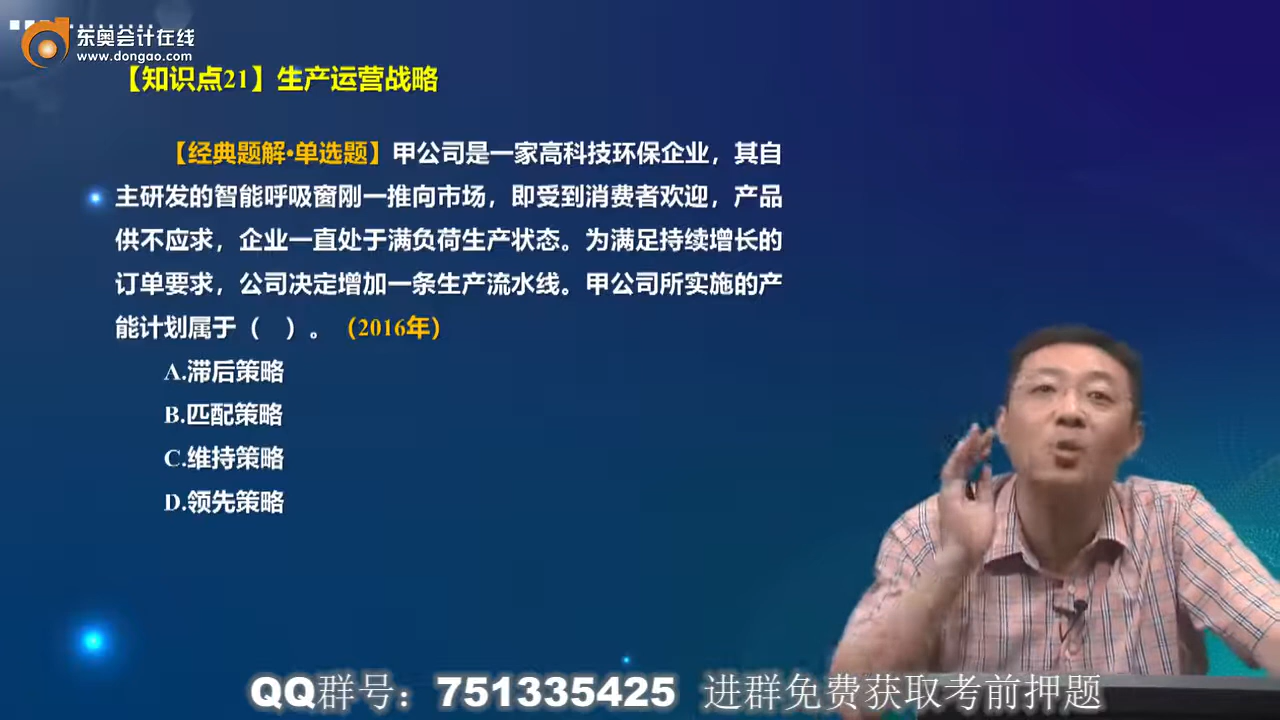 东奥会计在线
www.dongao.com
【知识点21】生产运营战略
【经典题解·单选题】甲公司是一家高科技环保企业，其自
主研发的智能呼吸窗刚一推向市场，即受到消费者欢迎，产品
供不应求，企业一直处于满负荷生产状态。为满足持续增长的
订单要求，公司决定增加一条生产流水线。甲公司所实施的产
能计划属于（ ）。（2016年）
A.滞后策略
B.匹配策略
C.维持策略
D.领先策略
QQ群号：751335425 进群免费获取考前押题